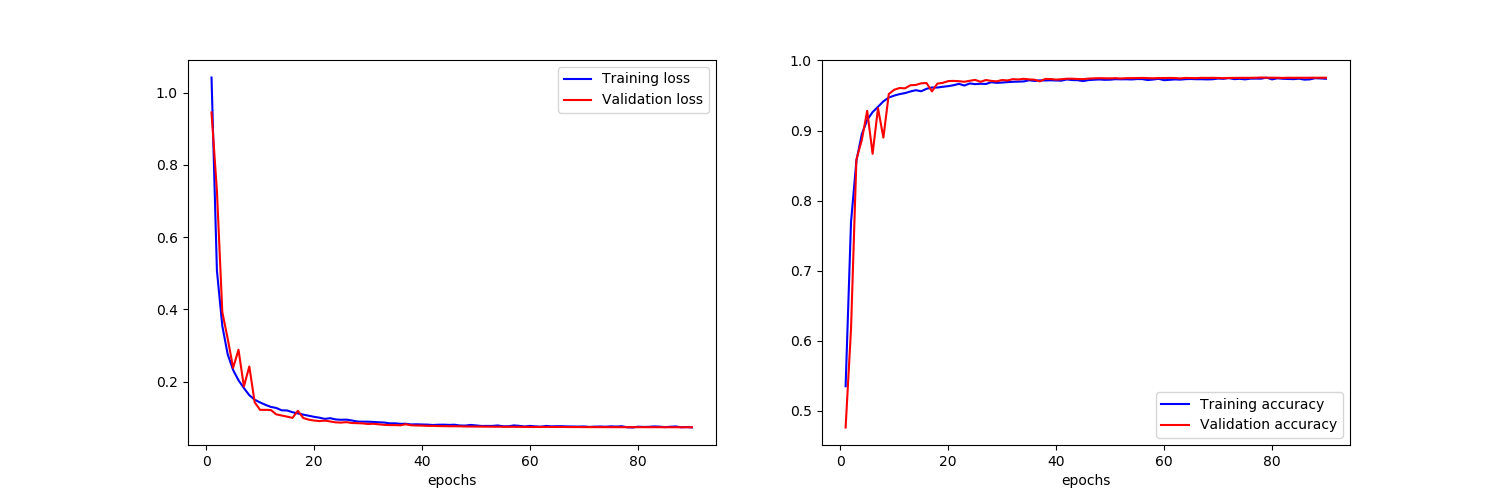 Training loss
Validation loss
1.0
0.8
0.6
0.4
0.2
0 20 40 60 80
epochs
1.0
0.9
0.8
0.7
0.6
0.5
Training accuracy
Validation accuracy
0 20 40 60 80
epochs